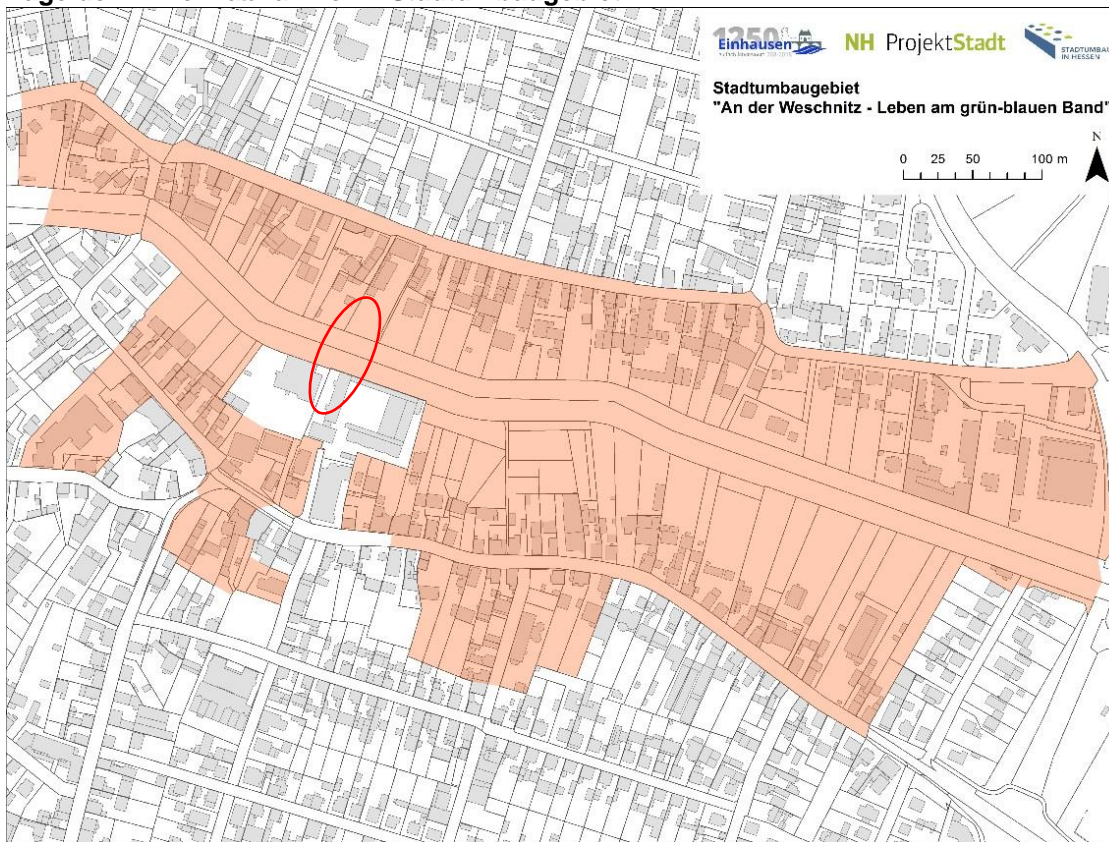 1250
Einhausen
NH ProjektStadt
STADTUMBAU
IN HESSEN
Stadtumbaugebiet
"An der Weschnitz - Leben am grün-blauen Band"
N
0 25 50 100 m